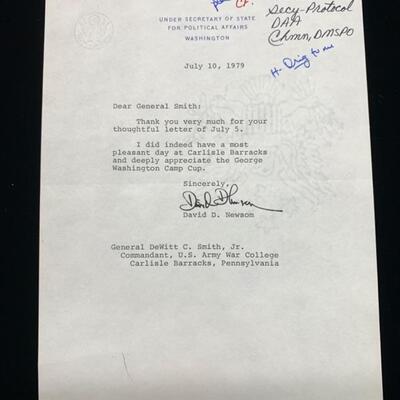 Secy-Protocol
DAA
Chmn, DMSPO
UNDER SECRETARY OF STATE
FOR POLITICAL AFFAIRS
WASHINGTON
July 10, 1979
Dear General Smith:
Thank you very much for your
thoughtful letter of July 5.
I did indeed have a most
pleasant day at Carlisle Barracks
and deeply appreciate the George
Washington Camp Cup.
Sincerely,
David D. Newsom
General DeWitt C. Smith, Jr.
Commandant, U.S. Army War College
Carlisle Barracks, Pennsylvania